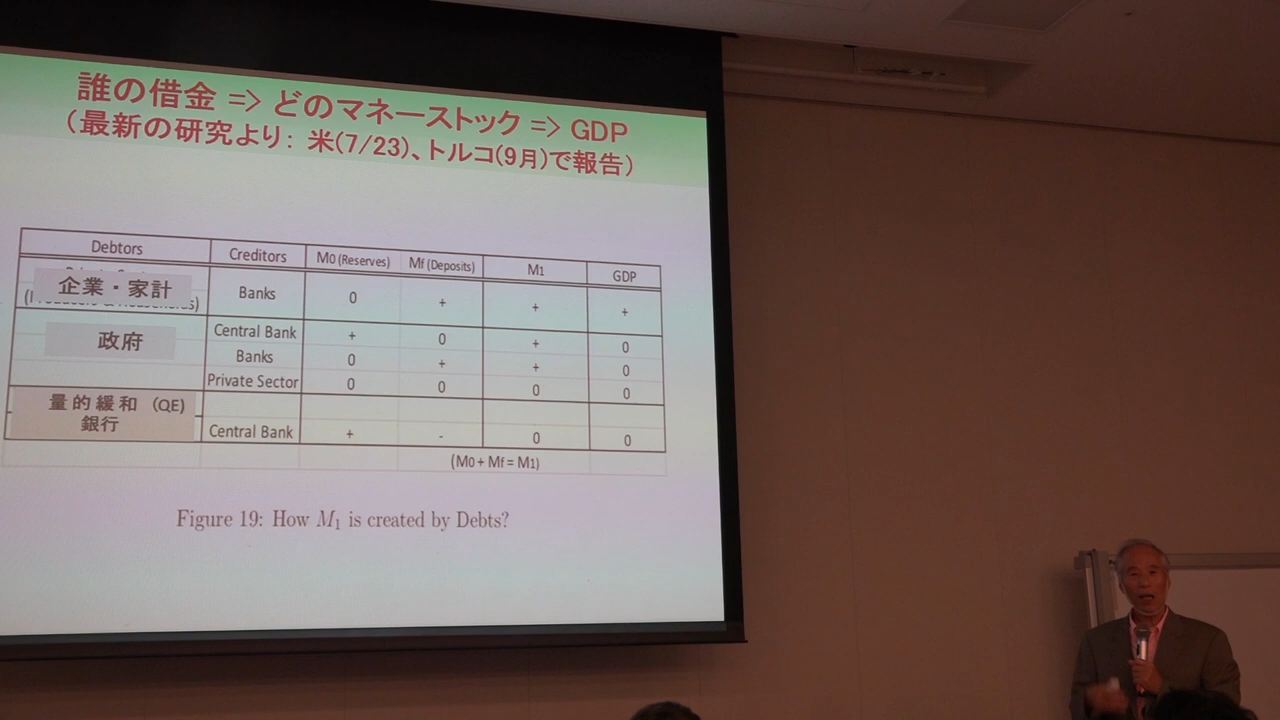 誰の借金 => どのマネーストック => GDP
（最新の研究より： 米(7/23)、トルコ(9月)で報告）
Debtors Creditors M0 (Reserves) Mf (Deposits) M1 GDP
企業・家計 Banks 0 + + +
政府 Central Bank + 0 + 0
Banks 0 + + 0
Private Sector 0 0 0 0
量的緩和 (QE)
銀行 Central Bank + - 0 0
(M0 + Mf = M1)
Figure 19: How M1 is created by Debts?